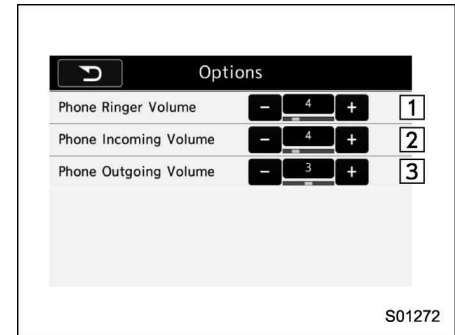 Options
Phone Ringer Volume - 4 + 1
Phone Incoming Volume - 4 + 2
Phone Outgoing Volume - 3 + 3
S01272